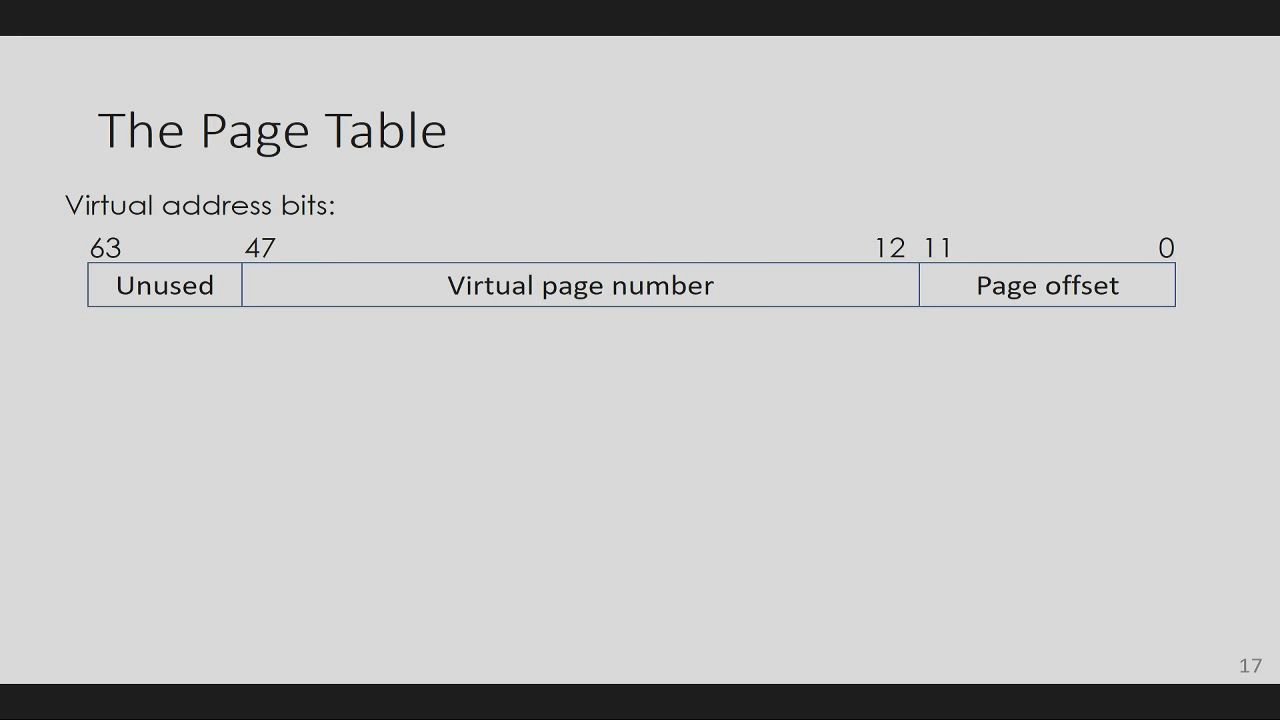 The Page Table
Virtual address bits:
63 47 12 11 0
Unused Virtual page number Page offset
17